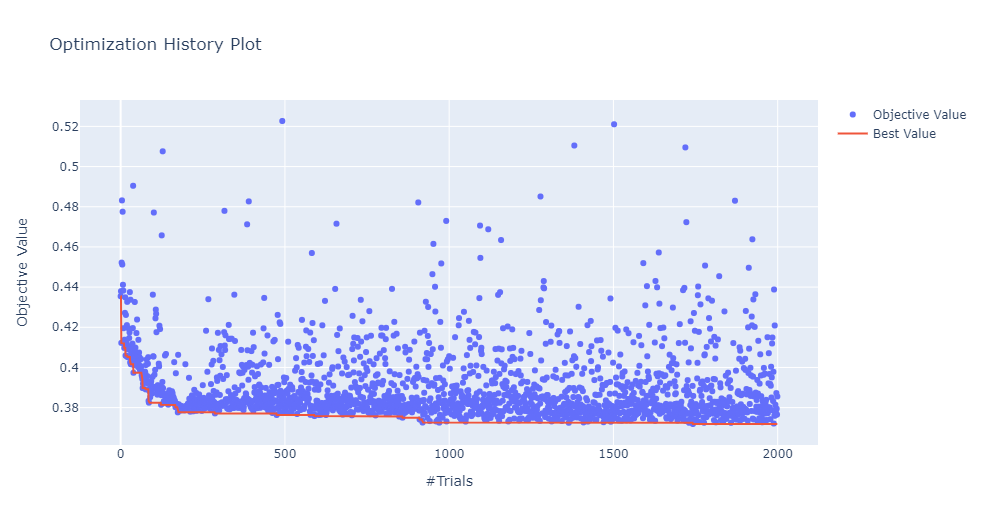 Optimization History Plot
Objective Value
Best Value
0.52
0.5
0.48
0.46
0.44
0.42
0.4
0.38
Objective Value
0
500
1000
1500
2000
#Trials